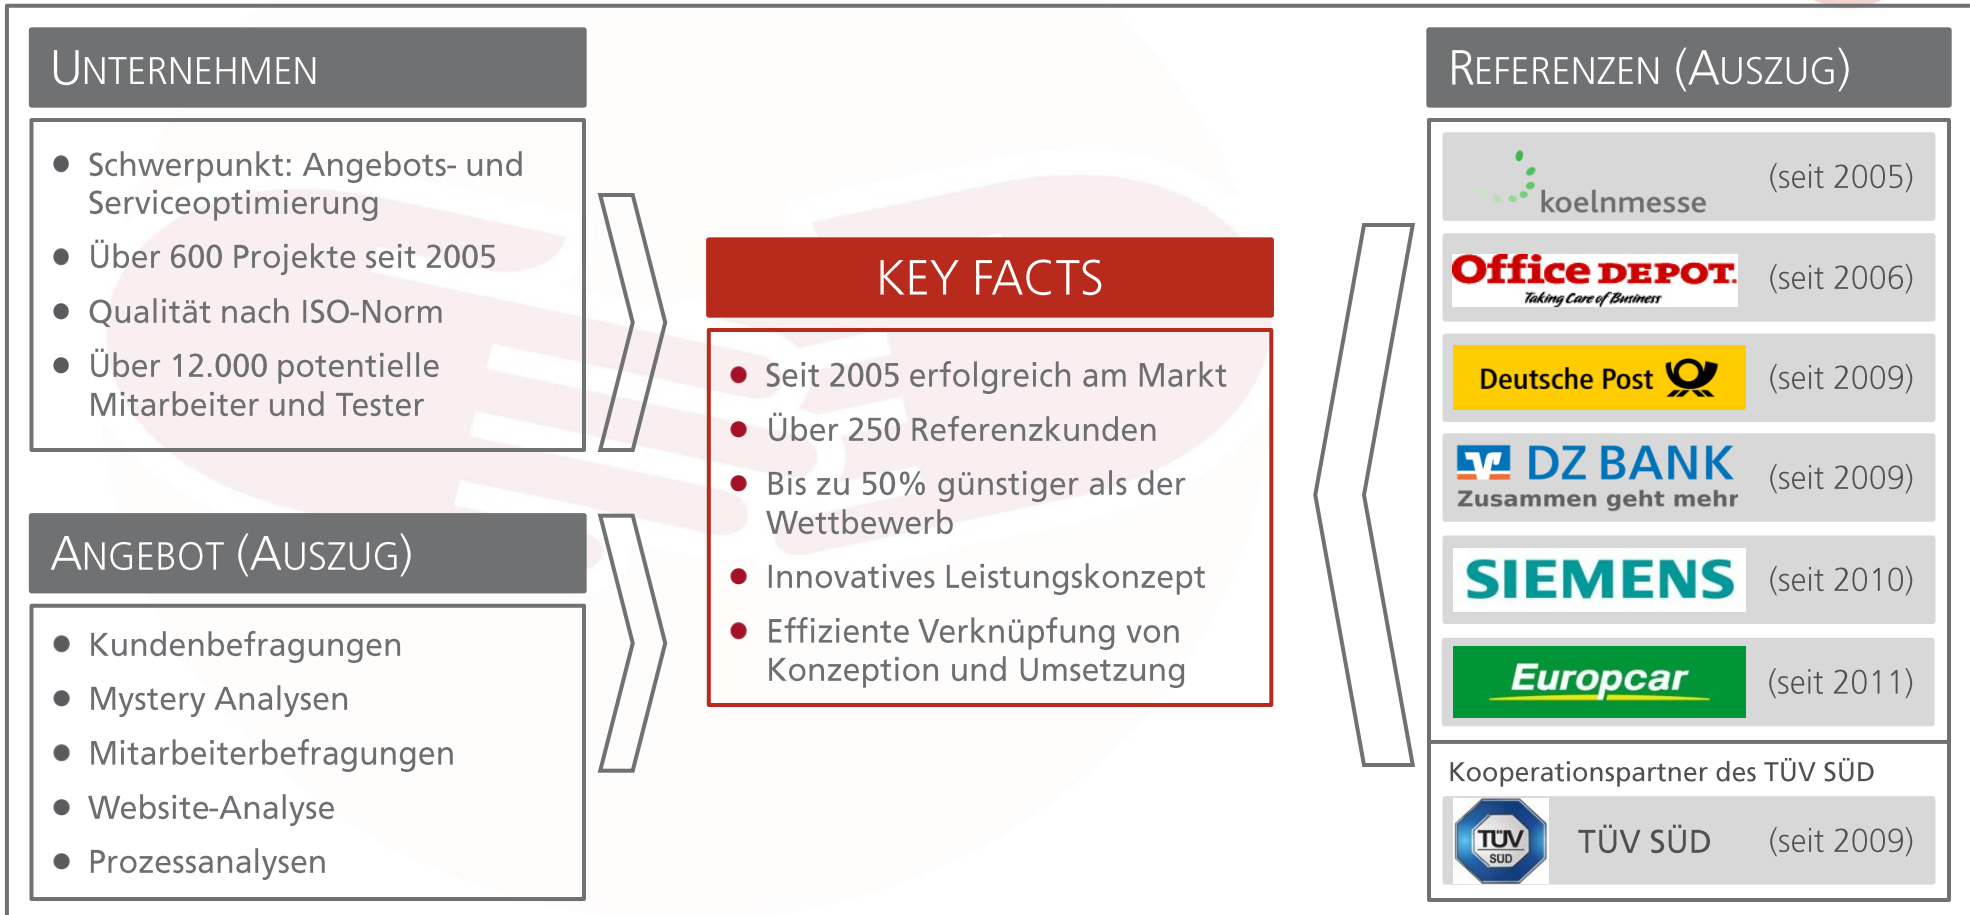 UNTERNEHMEN
• Schwerpunkt: Angebots- und
Serviceoptimierung
• Über 600 Projekte seit 2005
• Qualität nach ISO-Norm
• Über 12.000 potentielle
Mitarbeiter und Tester
ANGEBOT (AUSZUG)
• Kundenbefragungen
• Mystery Analysen
• Mitarbeiterbefragungen
• Website-Analyse
• Prozessanalysen
KEY FACTS
• Seit 2005 erfolgreich am Markt
• Über 250 Referenzkunden
• Bis zu 50% günstiger als der
Wettbewerb
• Innovatives Leistungskonzept
• Effiziente Verknüpfung von
Konzeption und Umsetzung
REFERENZEN (AUSZUG)
koelnmesse (seit 2005)
Office DEPOT. (seit 2006)
Taking Care of Business
Deutsche Post (seit 2009)
DZ BANK (seit 2009)
Zusammen geht mehr
SIEMENS (seit 2010)
Europcar (seit 2011)
Kooperationspartner des TÜV SÜD
TÜV SÜD TÜV SÜD (seit 2009)